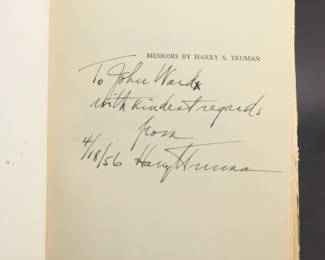 MEMOIRS BY HARRY S. TRUMAN
To John Ward
with kindest regards
from
4/18/56 Harry Truman